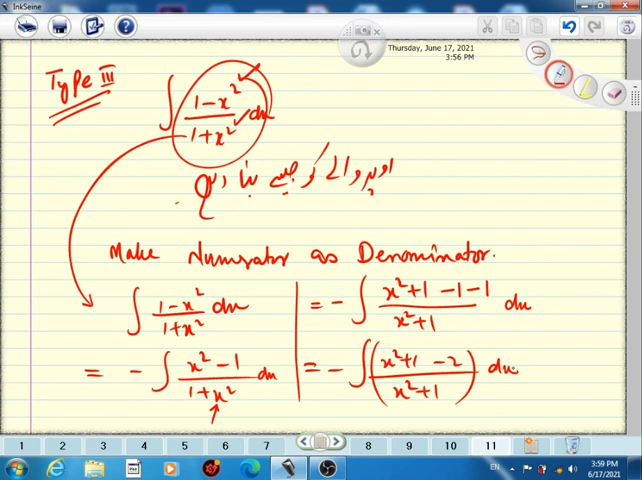 InkSeine
Thursday, June 17, 2021
3:56 PM
Type III
∫ (1-x²)/(1+x²) dx
اوپر والے کو نیچے جیسا
Make Numerator as Denominator.
∫ (1-x²)/(1+x²) dx
= - ∫ (x²-1)/(1+x²) dx
= - ∫ (x²+1-1-1)/(x²+1) dx
= - ∫ ((x²+1-2)/(x²+1)) dx
1 2 3 4 5 6 7 8 9 10 11
EN 3:59 PM
6/17/2021